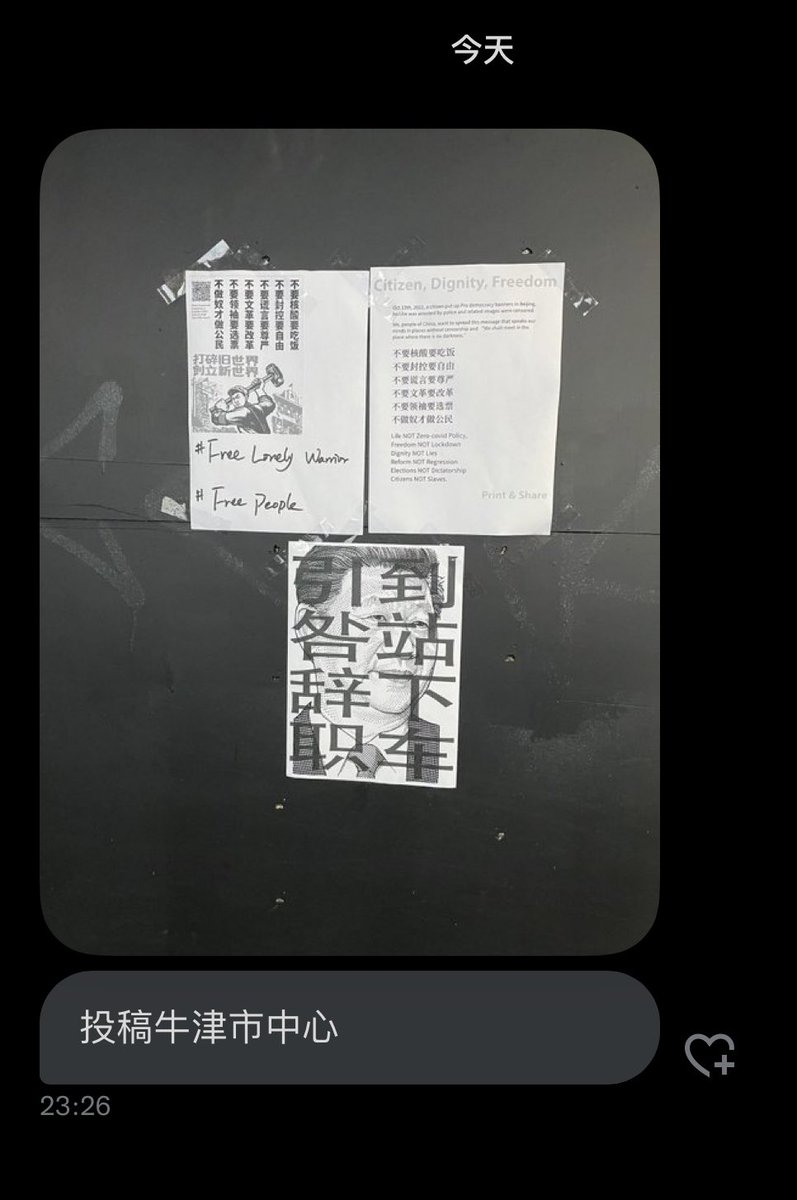 今天
不要核酸要吃饭
不要封控要自由
不要谎言要尊严
不要文革要改革
不要领袖要选票
不做奴才做公民
打碎旧世界
创立新世界
#Free Lonely Warrior
# Free People
Citizen, Dignity, Freedom
Oct 13th, 2022, a citizen put up Pro democracy banners in Beijing,
but s/he was arrested by police and related images were censored.
We, people of China, want to spread this message that speaks our
minds in places without censorship and "We shall meet in the
place where there is no darkness."
不要核酸要吃饭
不要封控要自由
不要谎言要尊严
不要文革要改革
不要领袖要选票
不做奴才做公民
Life NOT Zero-covid Policy,
Freedom NOT Lockdown
Dignity NOT Lies
Reform NOT Regression
Elections NOT Dictatorship
Citizens NOT Slaves.
Print & Share
到站下车
引咎辞职
投稿牛津市中心
23:26